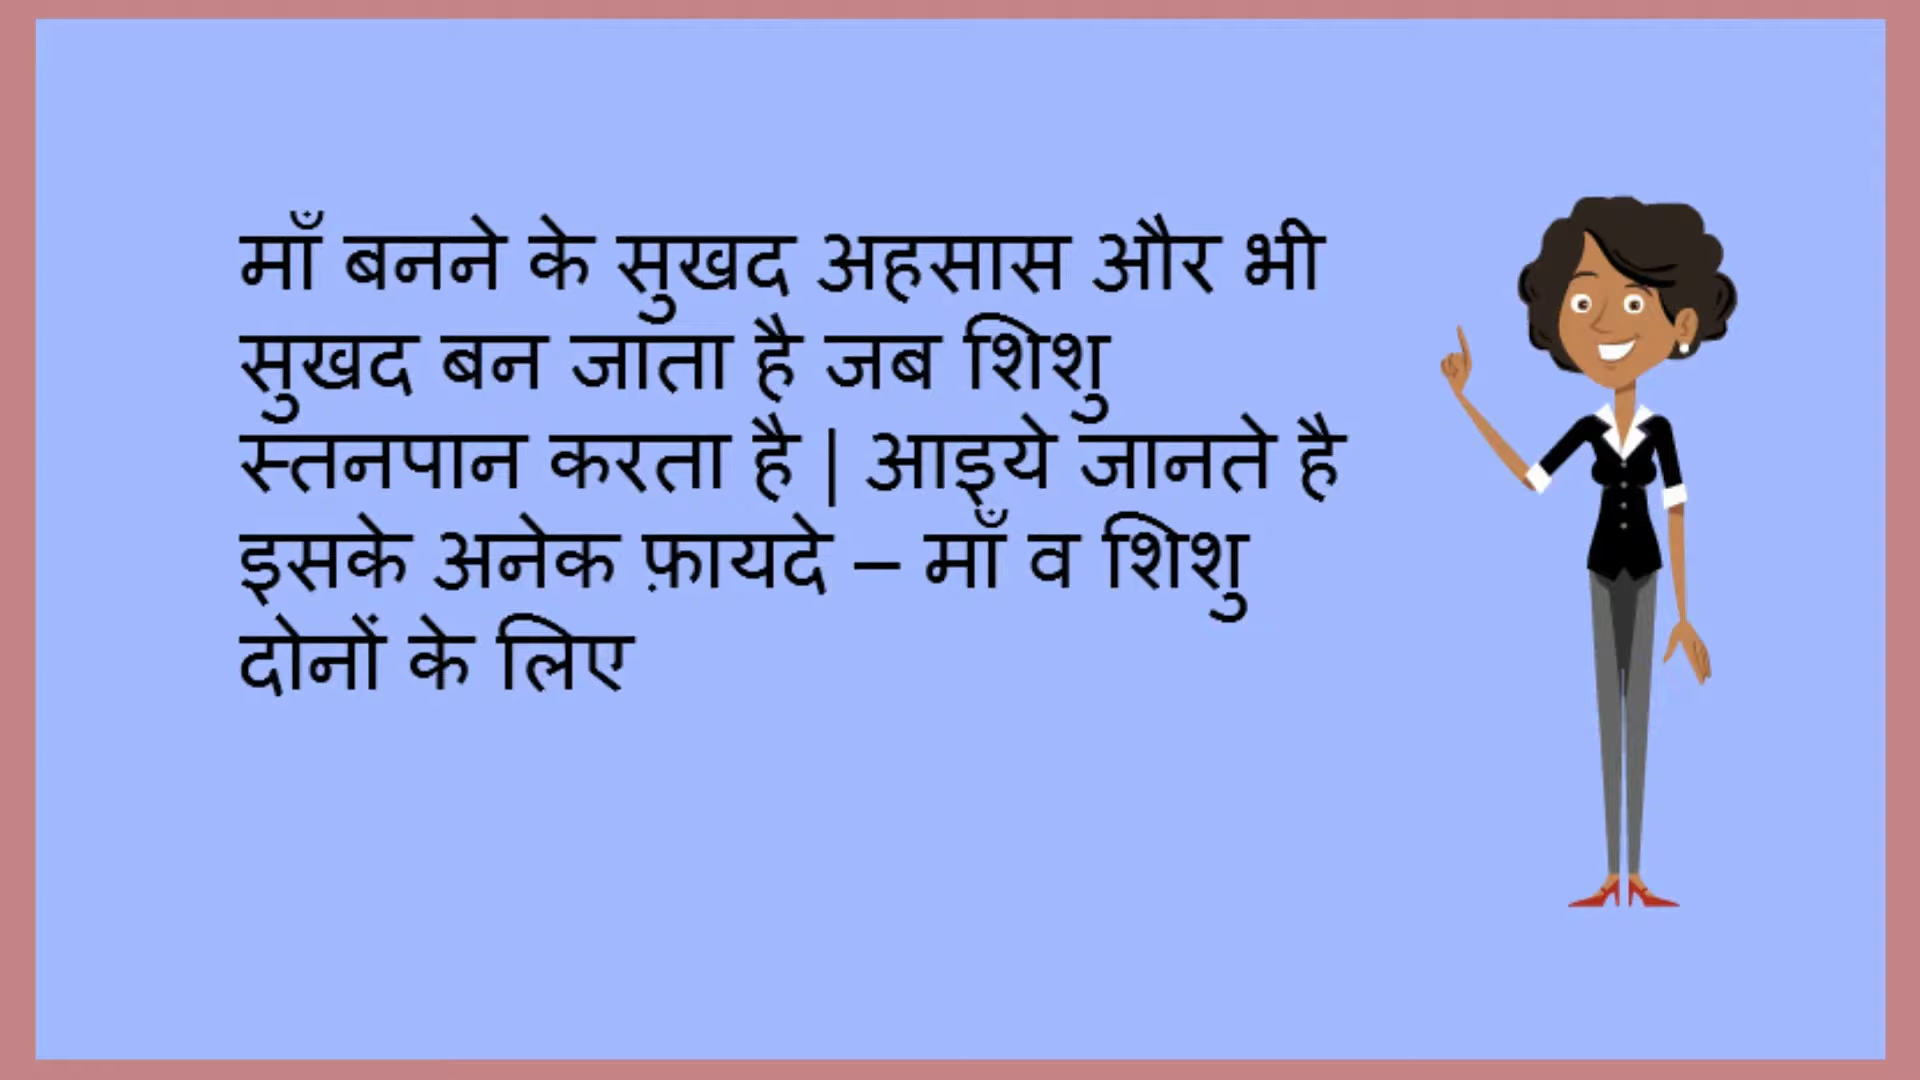 माँ बनने के सुखद अहसास और भी
सुखद बन जाता है जब शिशु
स्तनपान करता है | आइये जानते है
इसके अनेक फ़ायदे – माँ व शिशु
दोनों के लिए